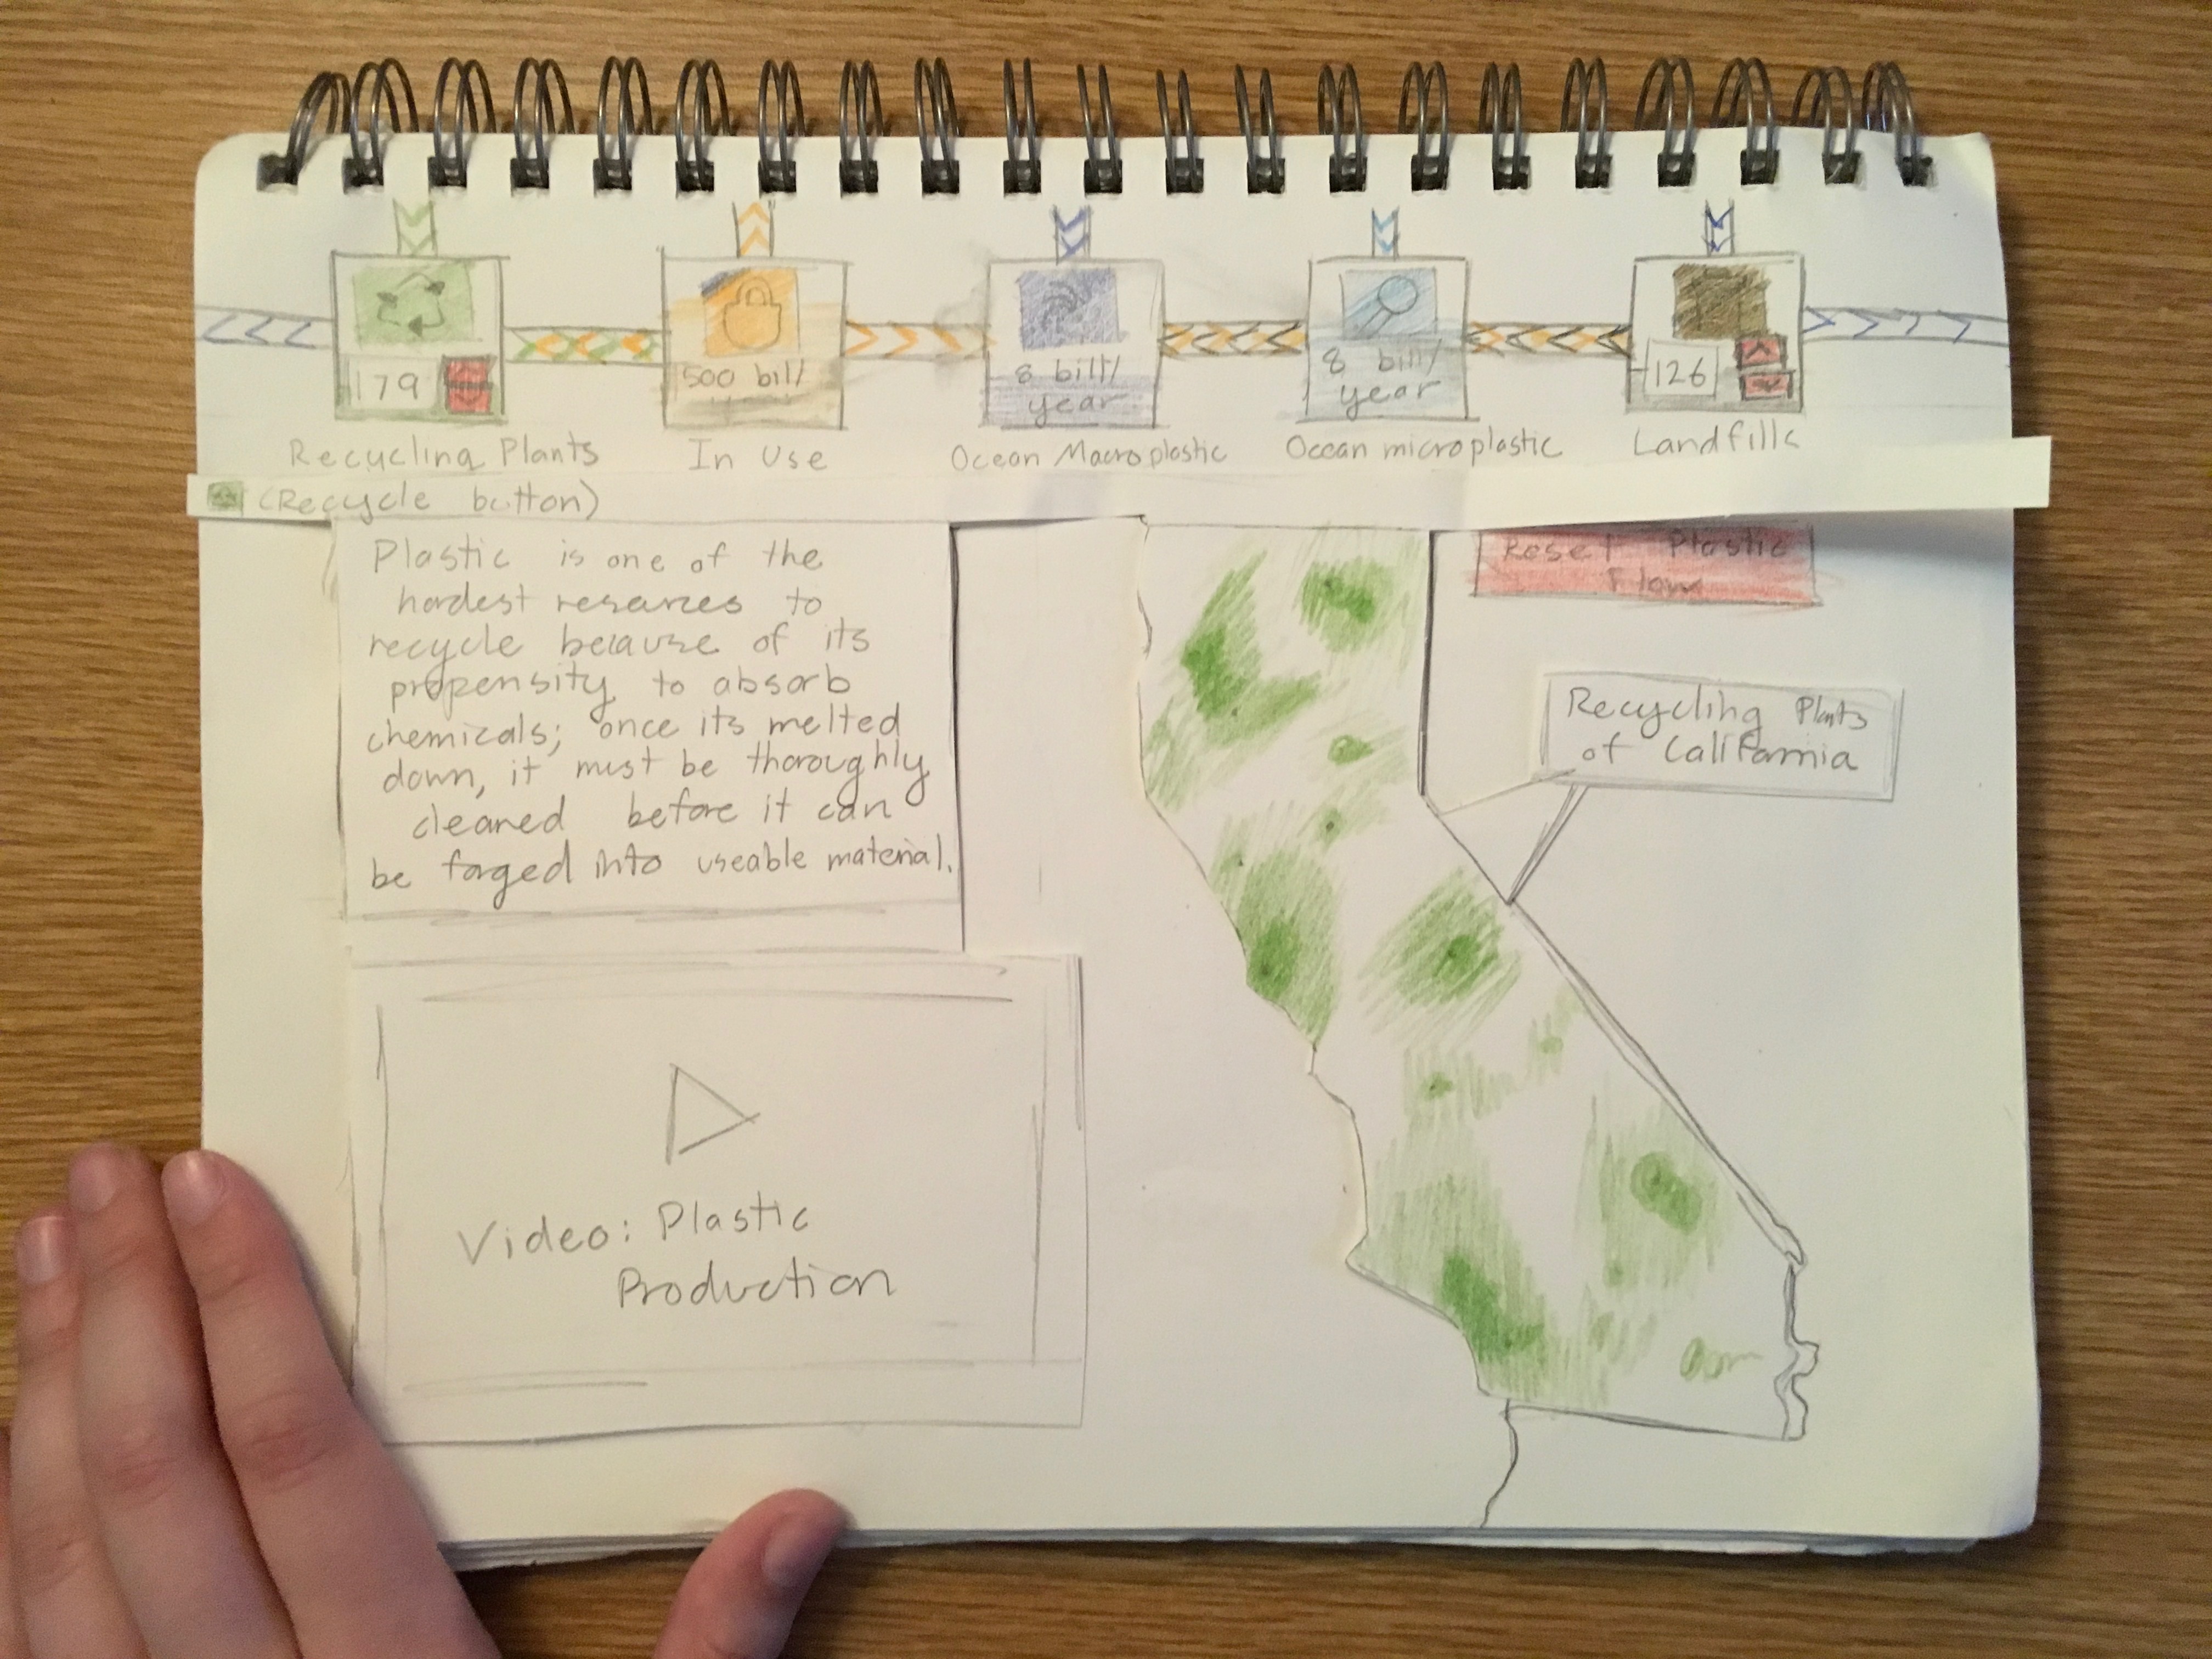 179
500 bill/
8 bill/
year
8 bill/
year
126
Recycling Plants
In Use
Ocean Macroplastic
Ocean microplastic
Landfills
(Recycle button)
Plastic is one of the
hardest
to
recycle because of its
propensity to absorb
chemicals; once its melted
down, it must be thoroughly
cleaned before it can
be forged into useable material.
Reset Plastic
Flow
Recycling Plants
of California
Video: Plastic
Production